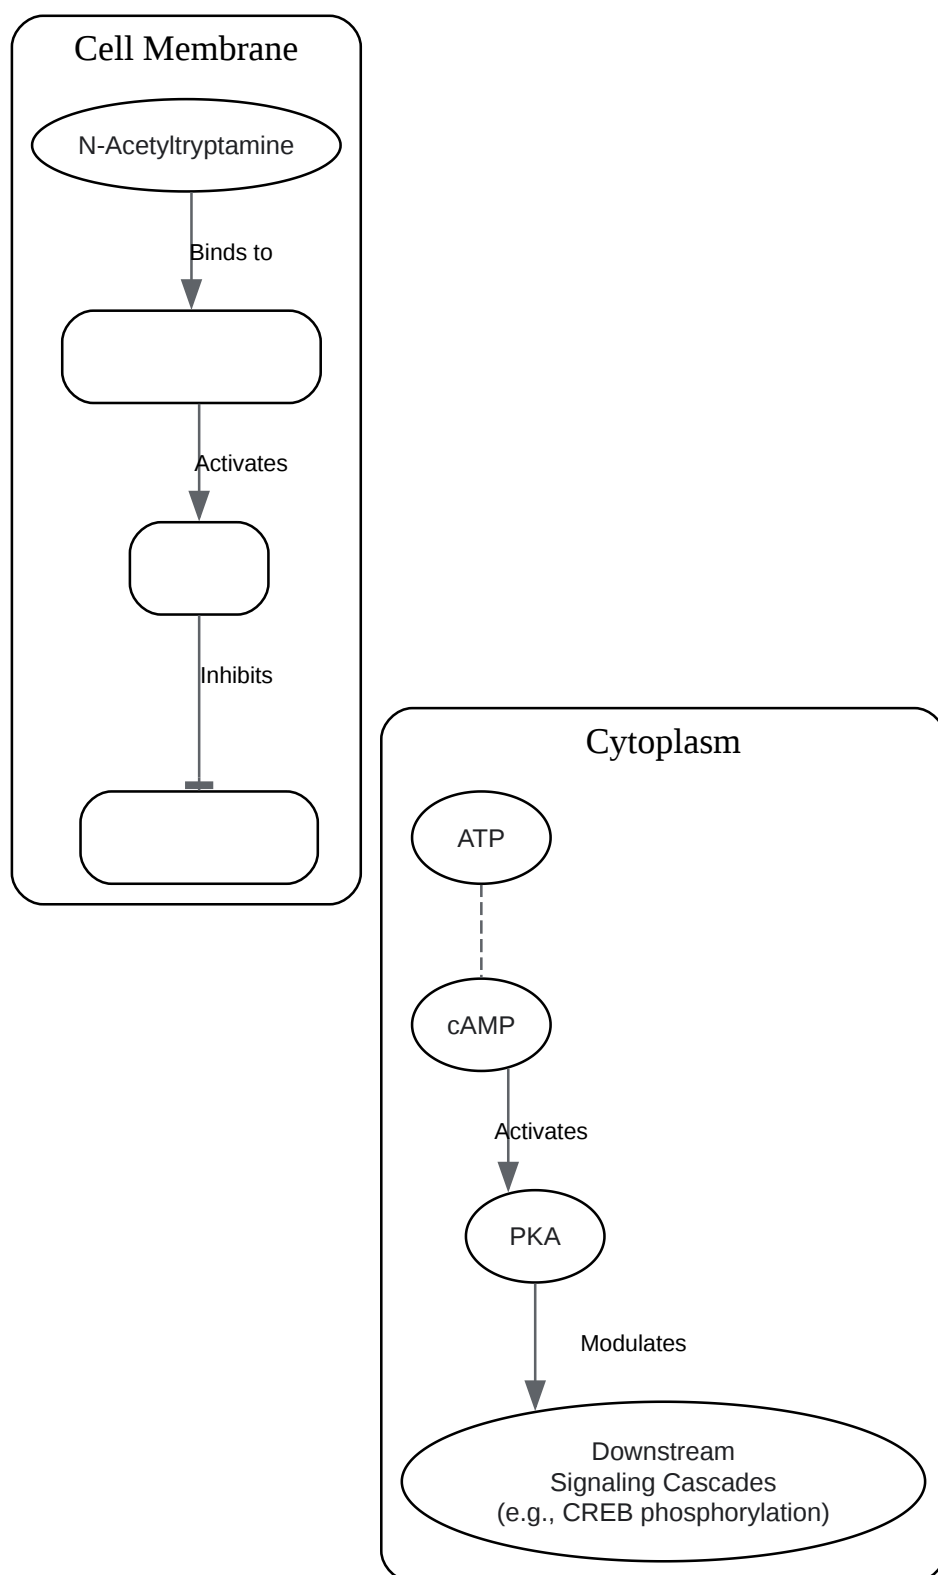 Cell Membrane
N-Acetyltryptamine
Binds to
Activates
Inhibits
Cytoplasm
ATP
cAMP
Activates
PKA
Modulates
Downstream
Signaling Cascades
(e.g., CREB phosphorylation)